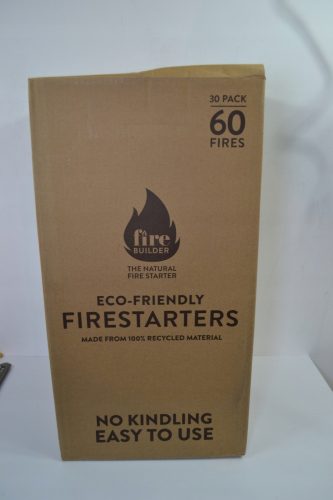 30 PACK
60
FIRES
fire
BUILDER
THE NATURAL
FIRE STARTER
ECO-FRIENDLY
FIRESTARTERS
MADE FROM 100% RECYCLED MATERIAL
NO KINDLING
EASY TO USE